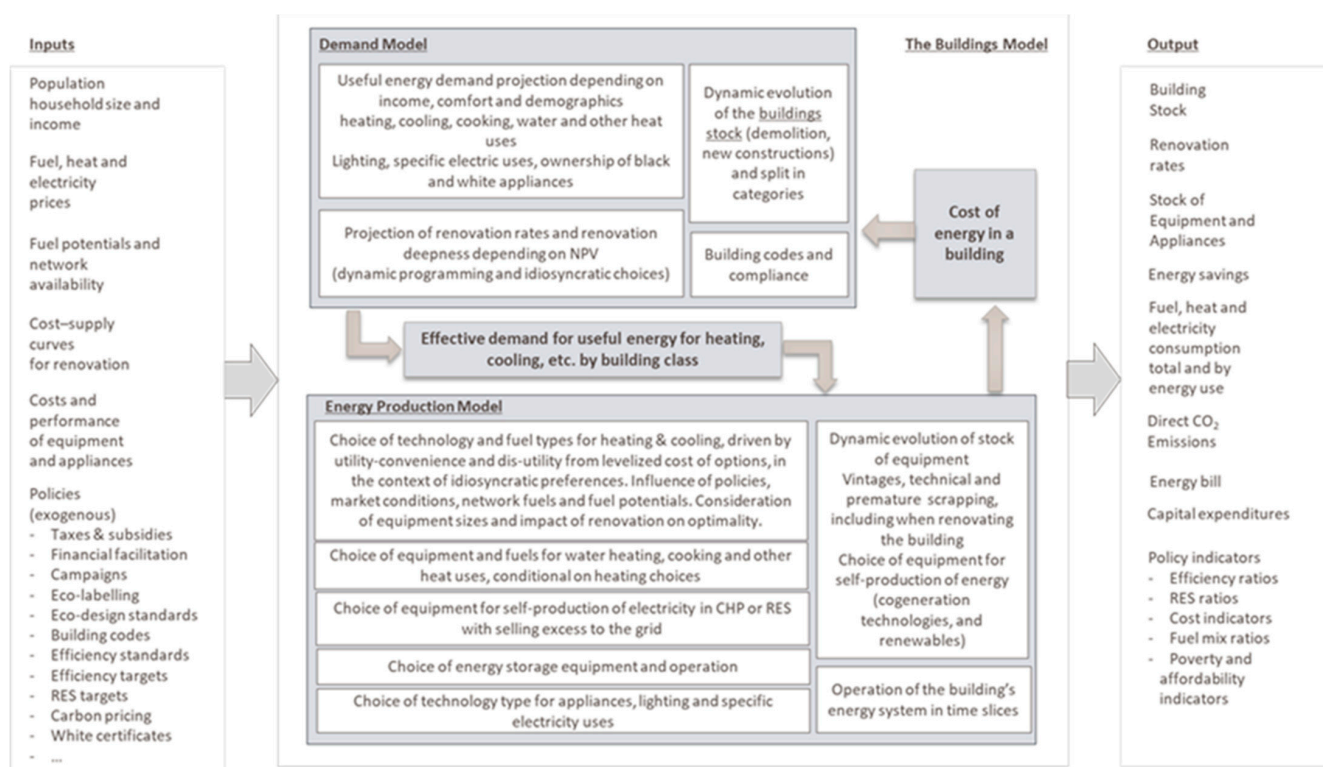 Inputs
Population
household size and
income
Fuel, heat and
electricity
prices
Fuel potentials and
network
availability
Cost–supply
curves
for renovation
Costs and
performance
of equipment
and appliances
Policies
(exogenous)
- Taxes & subsidies
- Financial facilitation
- Campaigns
- Eco-labelling
- Eco-design standards
- Building codes
- Efficiency standards
- Efficiency targets
- RES targets
- Carbon pricing
- White certificates
- ...
The Buildings Model
Demand Model
Useful energy demand projection depending on
income, comfort and demographics
heating, cooling, cooking, water and other heat
uses
Lighting, specific electric uses, ownership of black
and white appliances
Dynamic evolution
of the buildings
stock (demolition,
new constructions)
and split in
categories
Projection of renovation rates and renovation
deepness depending on NPV
(dynamic programming and idiosyncratic choices)
Building codes and
compliance
Cost of
energy in a
building
Effective demand for useful energy for heating,
cooling, etc. by building class
Energy Production Model
Choice of technology and fuel types for heating & cooling, driven by
utility-convenience and dis-utility from levelized cost of options, in
the context of idiosyncratic preferences. Influence of policies,
market conditions, network fuels and fuel potentials. Consideration
of equipment sizes and impact of renovation on optimality.
Choice of equipment and fuels for water heating, cooking and other
heat uses, conditional on heating choices
Choice of equipment for self-production of electricity in CHP or RES
with selling excess to the grid
Choice of energy storage equipment and operation
Choice of technology type for appliances, lighting and specific
electricity uses
Dynamic evolution of stock
of equipment
Vintages, technical and
premature scrapping,
including when renovating
the building
Choice of equipment for
self-production of energy
(cogeneration
technologies, and
renewables)
Operation of the building's
energy system in time slices
Output
Building
Stock
Renovation
rates
Stock of
Equipment and
Appliances
Energy savings
Fuel, heat and
electricity
consumption
total and by
energy use
Direct CO₂
Emissions
Energy bill
Capital expenditures
Policy indicators
- Efficiency ratios
- RES ratios
- Cost indicators
- Fuel mix ratios
- Poverty and
affordability
indicators